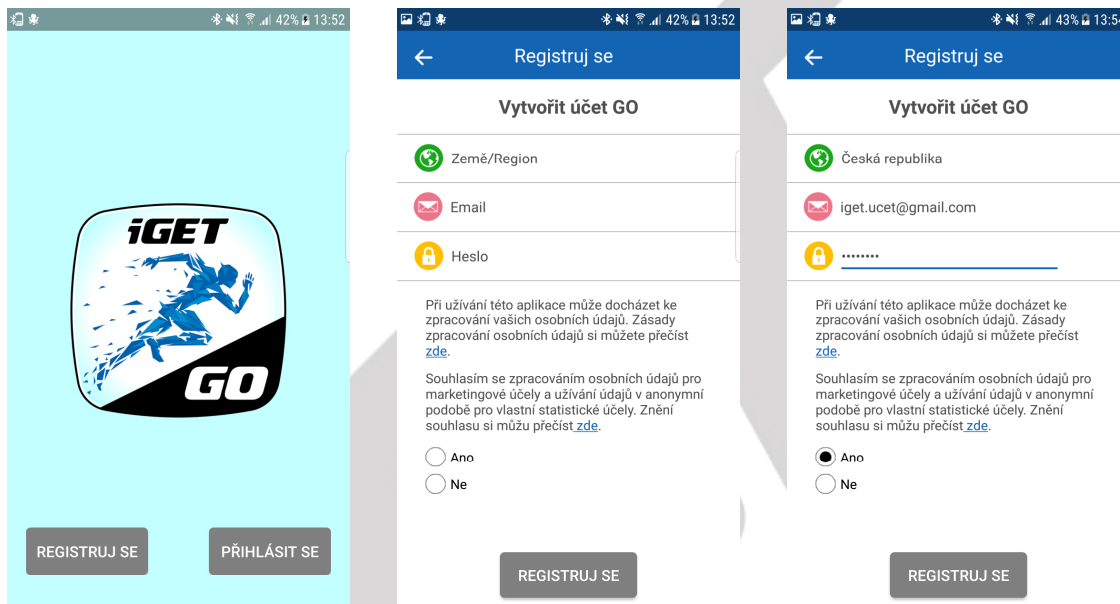 42% 13:52
iGET
GO
REGISTRUJ SE
PŘIHLÁSIT SE
42% 13:52
Registruj se
Vytvořit účet GO
Země/Region
Email
Heslo
Při užívání této aplikace může docházet ke
zpracování vašich osobních údajů. Zásady
zpracování osobních údajů si můžete přečíst
zde.
Souhlasím se zpracováním osobních údajů pro
marketingové účely a užívání údajů v anonymní
podobě pro vlastní statistické účely. Znění
souhlasu si můžu přečíst zde.
Ano
Ne
REGISTRUJ SE
43% 13:54
Registruj se
Vytvořit účet GO
Česká republika
iget.ucet@gmail.com
........
Při užívání této aplikace může docházet ke
zpracování vašich osobních údajů. Zásady
zpracování osobních údajů si můžete přečíst
zde.
Souhlasím se zpracováním osobních údajů pro
marketingové účely a užívání údajů v anonymní
podobě pro vlastní statistické účely. Znění
souhlasu si můžu přečíst zde.
Ano
Ne
REGISTRUJ SE